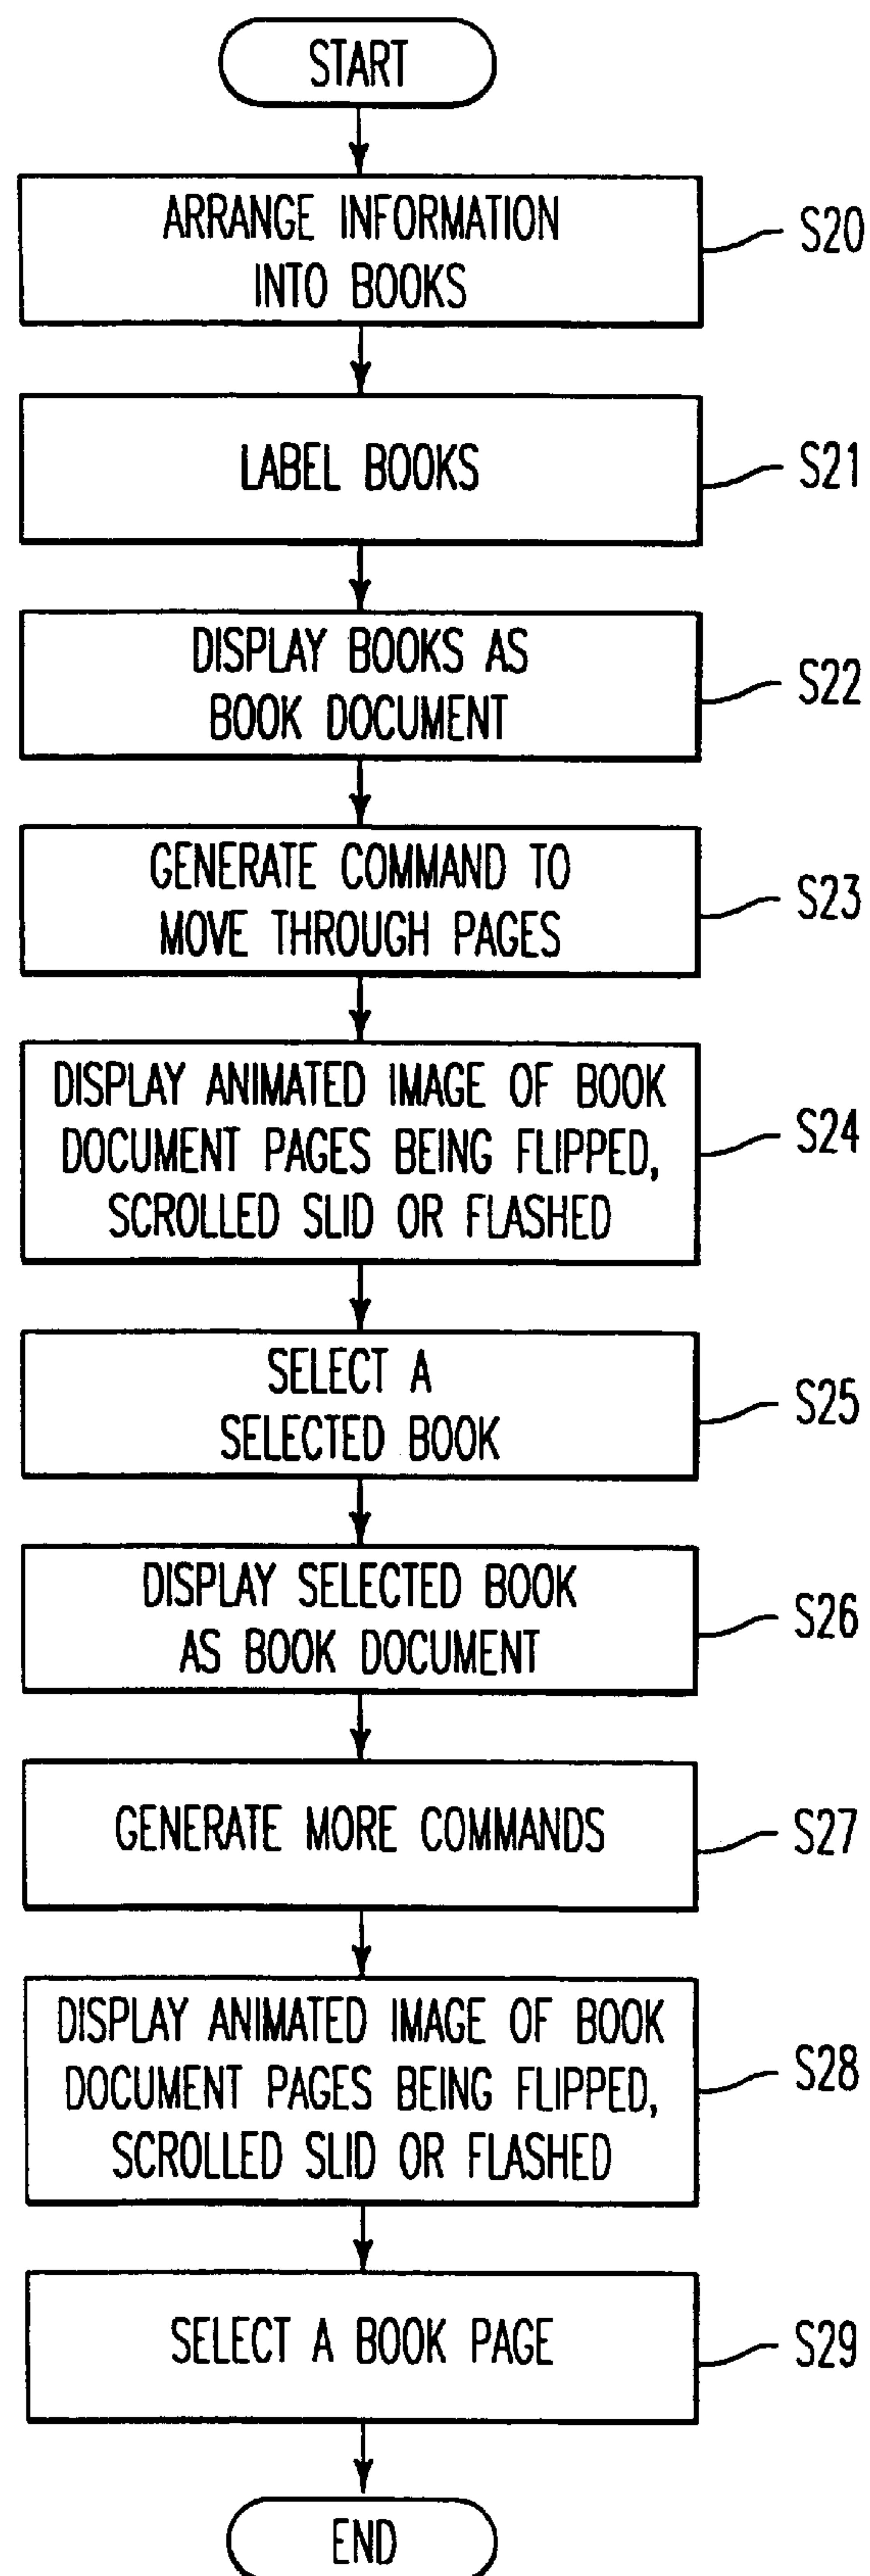 START
ARRANGE INFORMATION
INTO BOOKS
S20
LABEL BOOKS
S21
DISPLAY BOOKS AS
BOOK DOCUMENT
S22
GENERATE COMMAND TO
MOVE THROUGH PAGES
S23
DISPLAY ANIMATED IMAGE OF BOOK
DOCUMENT PAGES BEING FLIPPED,
SCROLLED SLID OR FLASHED
S24
SELECT A
SELECTED BOOK
S25
DISPLAY SELECTED BOOK
AS BOOK DOCUMENT
S26
GENERATE MORE COMMANDS
S27
DISPLAY ANIMATED IMAGE OF BOOK
DOCUMENT PAGES BEING FLIPPED,
SCROLLED SLID OR FLASHED
S28
SELECT A BOOK PAGE
S29
END